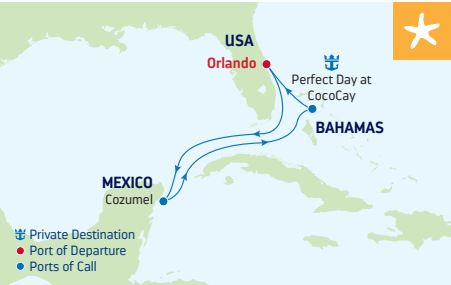 USA
Orlando
Perfect Day at
CocoCay
BAHAMAS
MEXICO
Cozumel
Private Destination
Port of Departure
Ports of Call